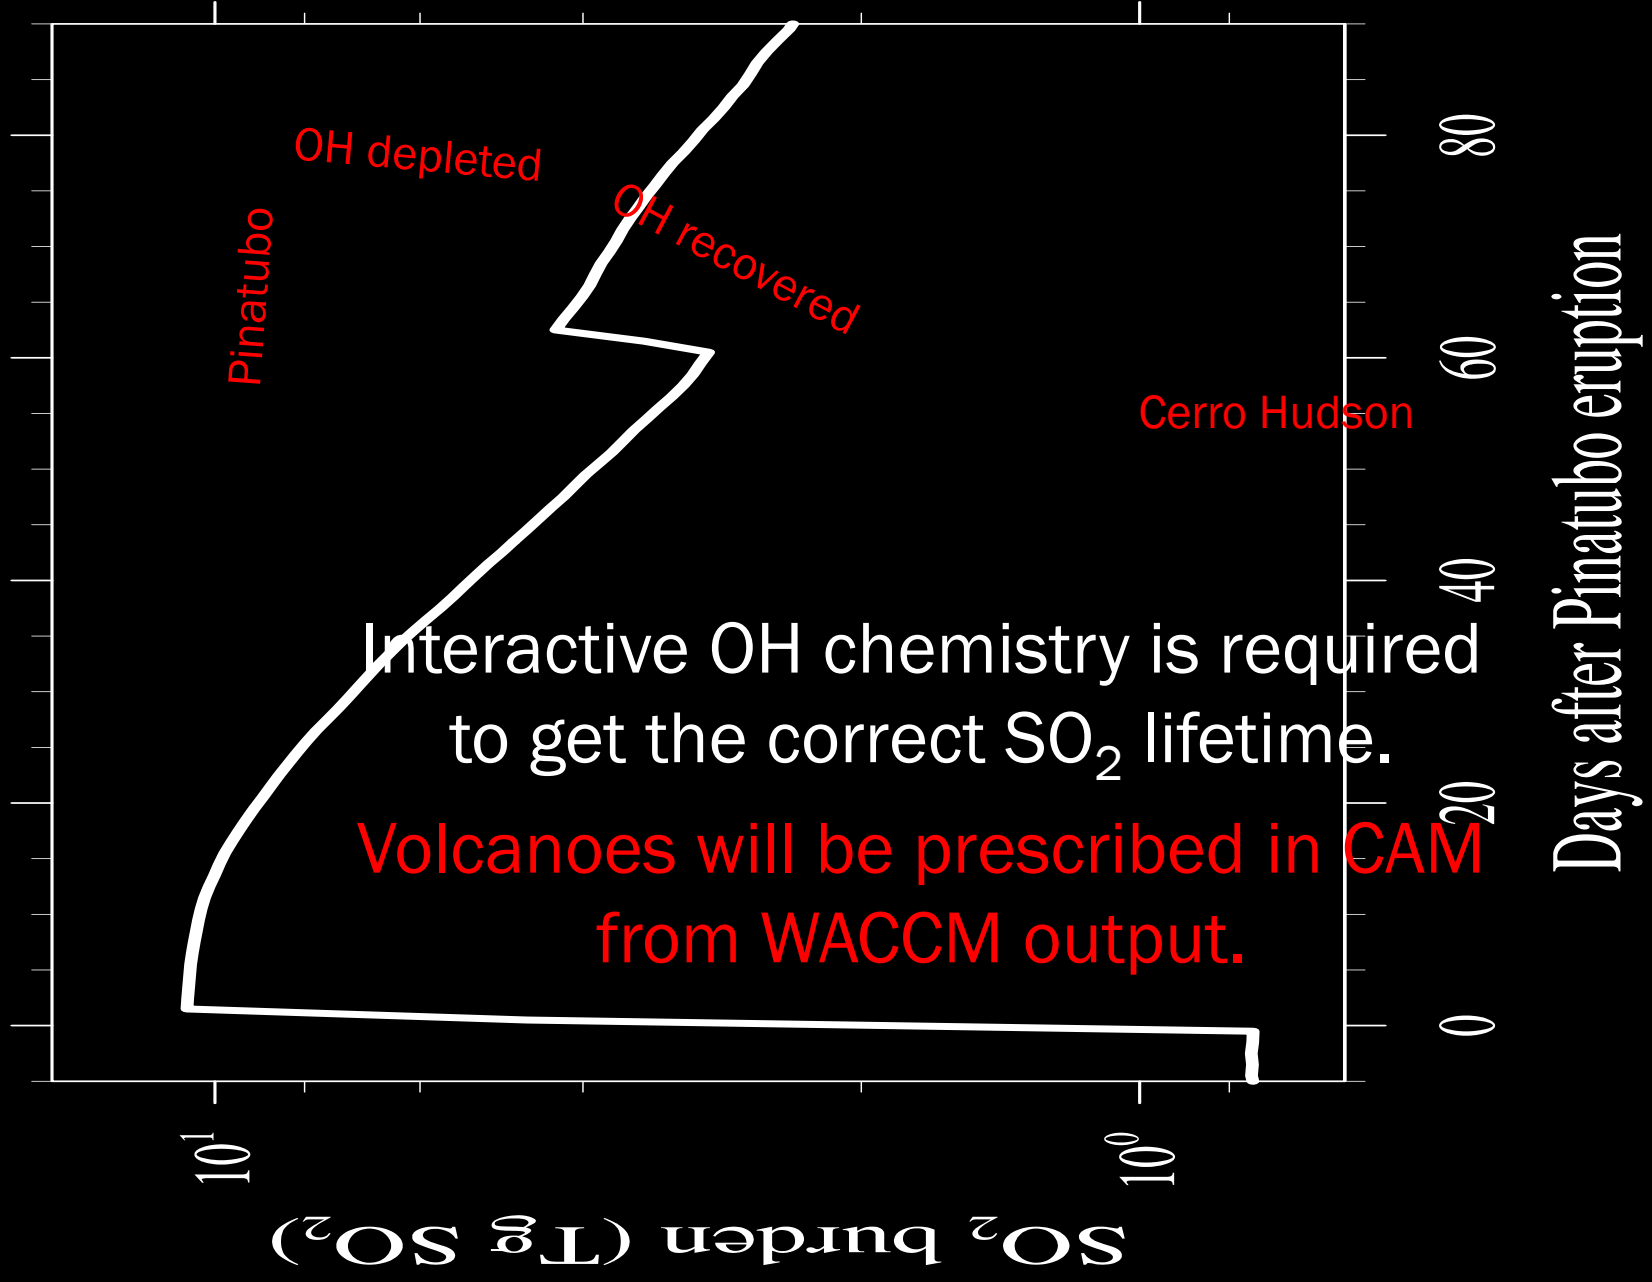 OH depleted
OH recovered
Pinatubo
Cerro Hudson
Interactive OH chemistry is required
to get the correct SO₂ lifetime.
Volcanoes will be prescribed in CAM
from WACCM output.
80
60
40
20
0
Days after Pinatubo eruption
10¹
10⁰
SO₂ burden (Tg SO₂)